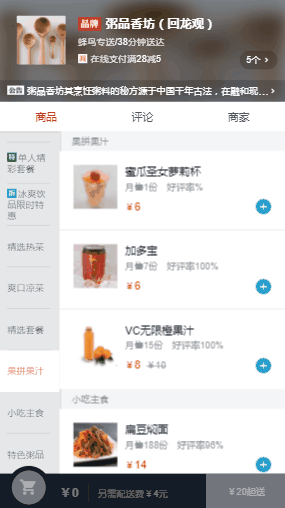 品牌 粥品香坊（回龙观）
蜂鸟专送/38分钟送达
减 在线支付满28减5
5个 >
公告 粥品香坊其烹饪粥料的秘方源于中国千年古法，在融和现... >
商品 评论 商家
果拼果汁
特 单人精彩套餐
蜜瓜圣女萝莉杯
月售1份 好评率%
¥6
折 冰爽饮品限时特惠
精选热菜
加多宝
月售7份 好评率100%
¥6
爽口凉菜
精选套餐
VC无限橙果汁
月售15份 好评率100%
¥8 ¥10
果拼果汁
小吃主食
小吃主食
扁豆焖面
月售188份 好评率96%
¥14
特色粥品
¥0 另需配送费¥4元 ¥20起送